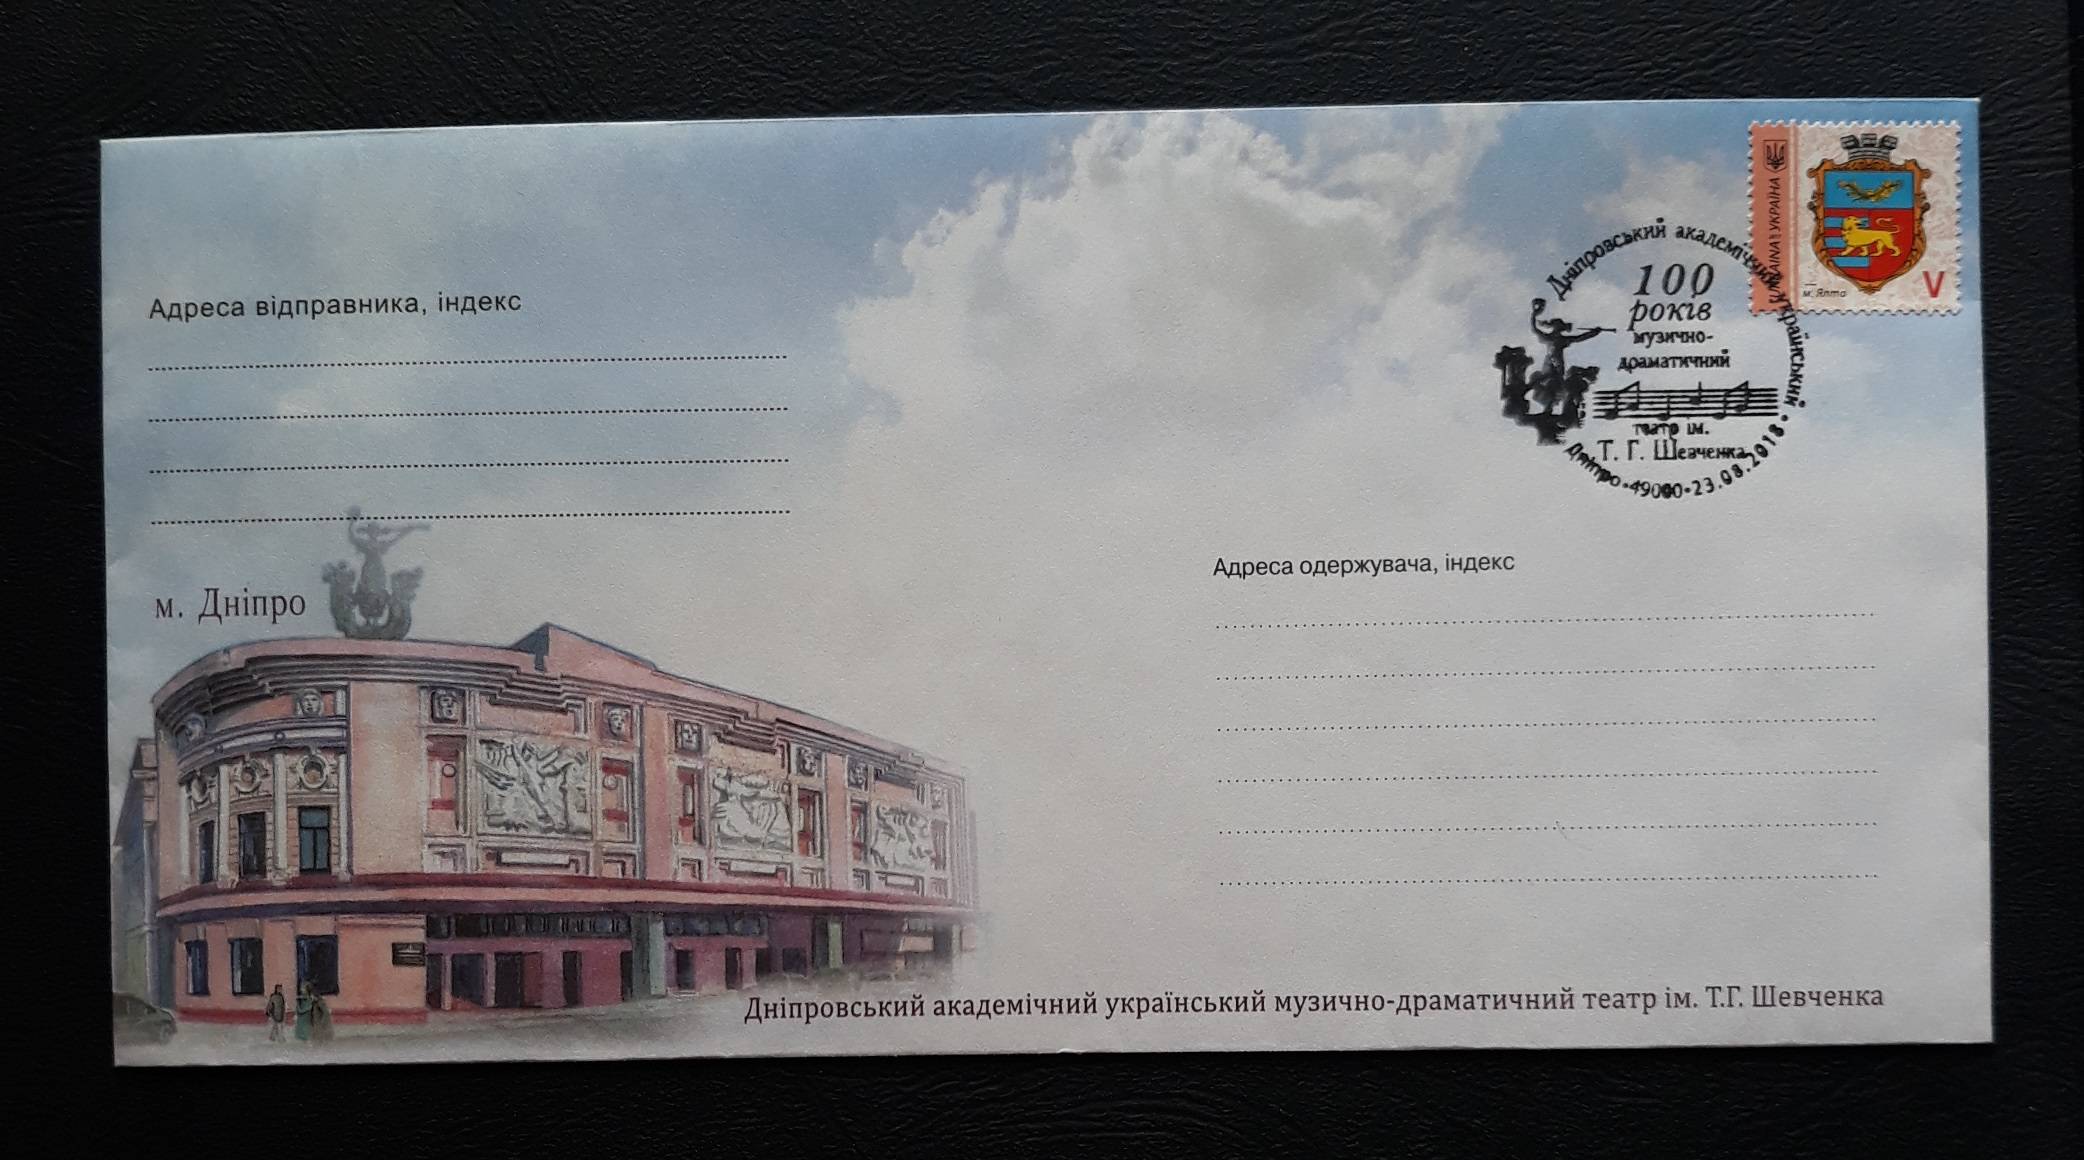 Адреса відправника, індекс
м. Дніпро
UKRAINA УКРАЇНА
м. Ялта
V
Дніпровський академічний український
100
років
музично-
драматичний
театр ім.
Т. Г. Шевченка
Дніпро • 49000 • 23.08.2018 •
Адреса одержувача, індекс
Дніпровський академічний український музично-драматичний театр ім. Т.Г. Шевченка